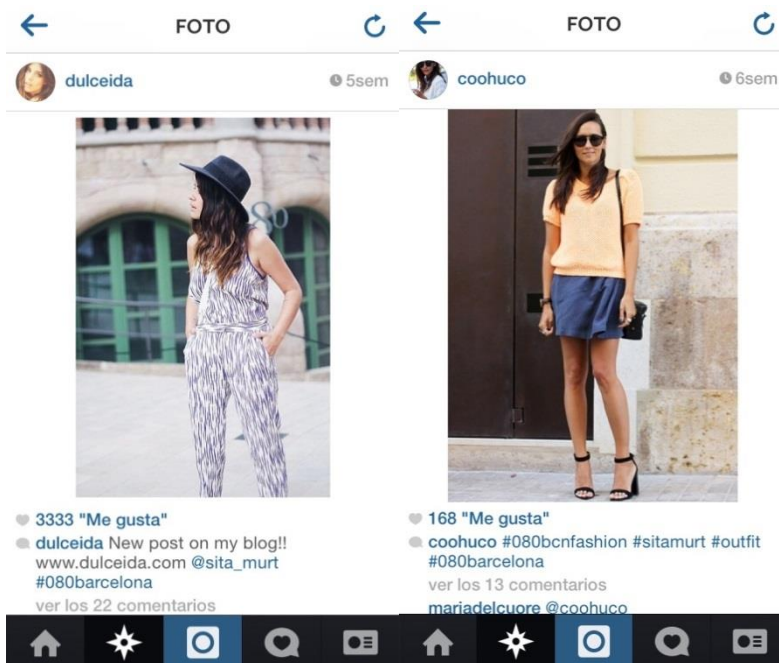 FOTO
dulceida
5sem
80
3333 "Me gusta"
dulceida New post on my blog!!
www.dulceida.com @sita_murt
#080barcelona
ver los 22 comentarios
FOTO
coohuco
6sem
168 "Me gusta"
coohuco #080bcnfashion #sitamurt #outfit
#080barcelona
ver los 13 comentarios
mariadelcuore @coohuco